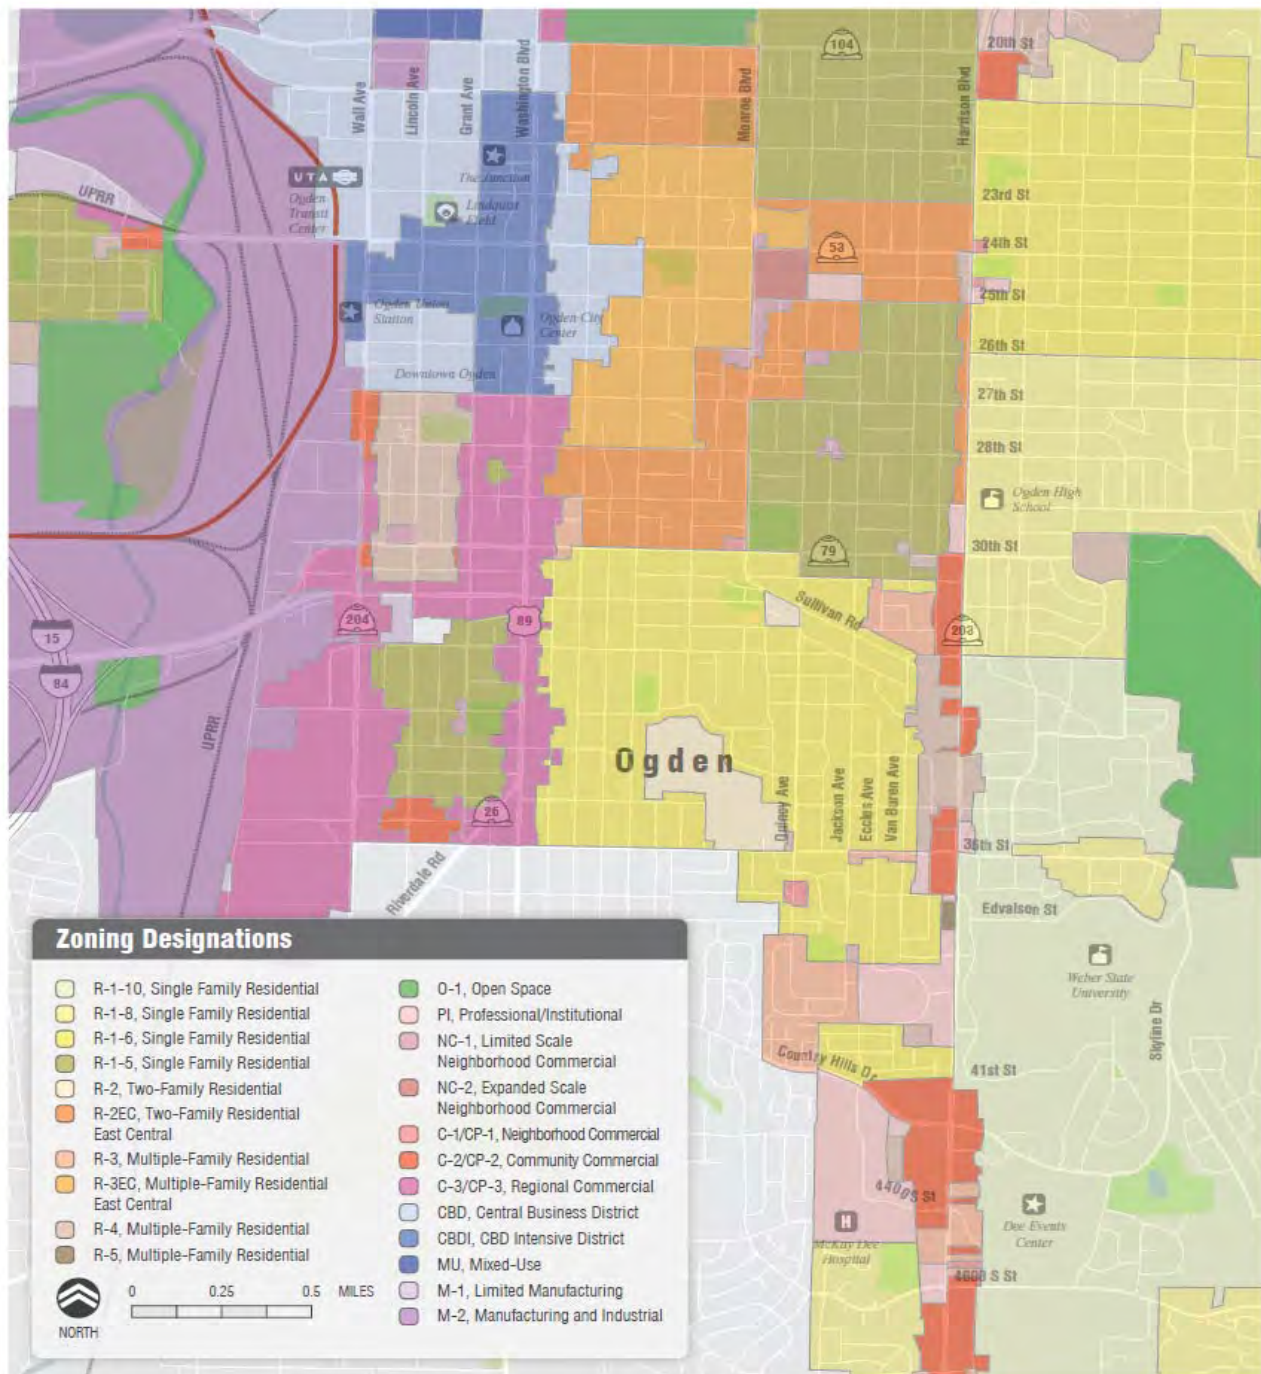 104
20th St
Wall Ave
Lincoln Ave
Grant Ave
Washington Blvd
Monroe Blvd
Harrison Blvd
UTA
The Junction
UPRR
Ogden
Transit
Center
Lindquist
Field
23rd St
24th St
53
25th St
Ogden Union
Station
Ogden City
Center
26th St
Downtown Ogden
27th St
28th St
Ogden High
School
30th St
79
Sullivan Rd
204
89
203
15
84
UPRR
Ogden
Quincy Ave
Jackson Ave
Eccles Ave
Van Buren Ave
26
36th St
Riverdale Rd
Edvalson St
Weber State
University
Skyline Dr
Country Hills Dr
41st St
4400 S St
Dee Events
Center
McKay Dee
Hospital
4600 S St
Zoning Designations
R-1-10, Single Family Residential
R-1-8, Single Family Residential
R-1-6, Single Family Residential
R-1-5, Single Family Residential
R-2, Two-Family Residential
R-2EC, Two-Family Residential
East Central
R-3, Multiple-Family Residential
R-3EC, Multiple-Family Residential
East Central
R-4, Multiple-Family Residential
R-5, Multiple-Family Residential
O-1, Open Space
PI, Professional/Institutional
NC-1, Limited Scale
Neighborhood Commercial
NC-2, Expanded Scale
Neighborhood Commercial
C-1/CP-1, Neighborhood Commercial
C-2/CP-2, Community Commercial
C-3/CP-3, Regional Commercial
CBD, Central Business District
CBDI, CBD Intensive District
MU, Mixed-Use
M-1, Limited Manufacturing
M-2, Manufacturing and Industrial
NORTH
0 0.25 0.5 MILES
H